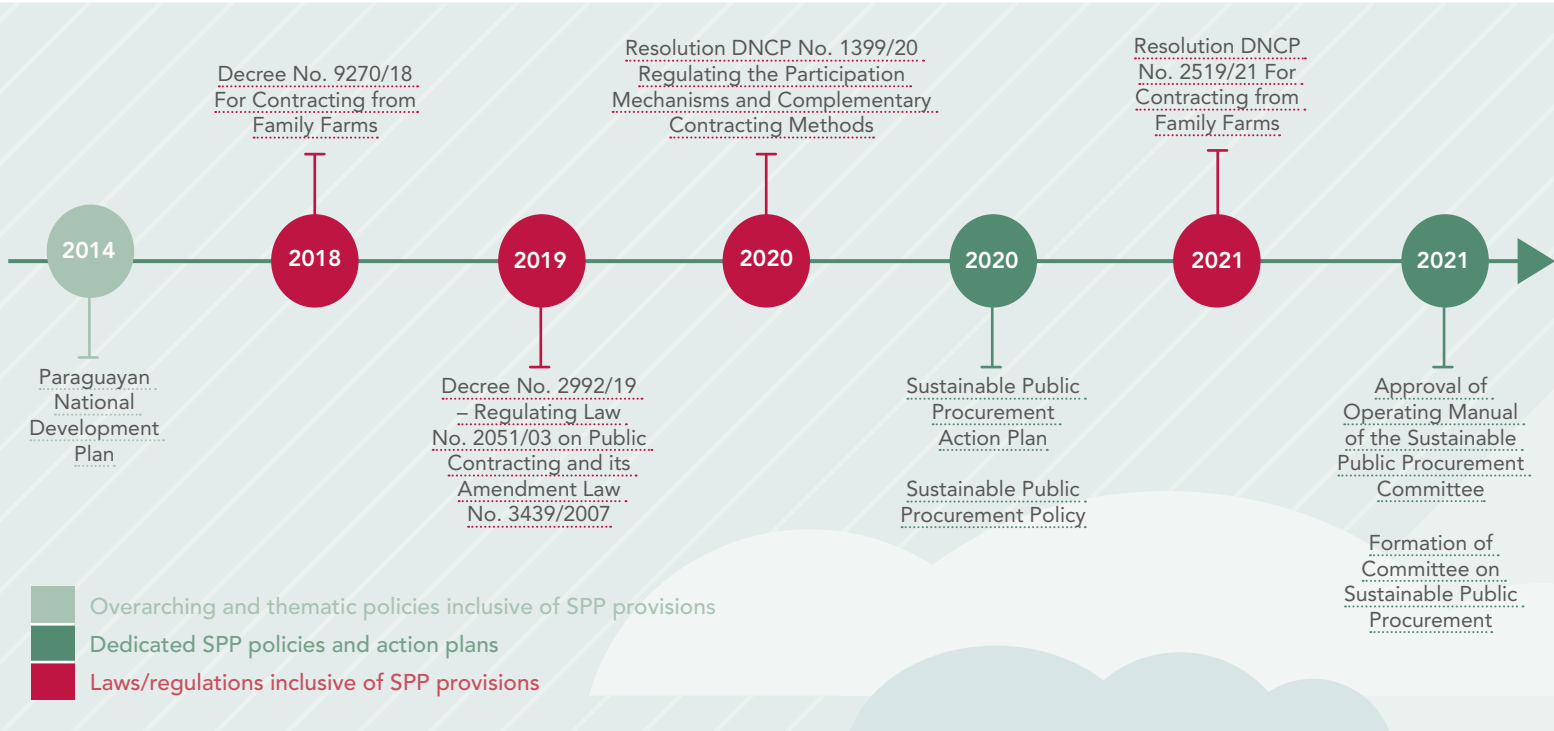 Decree No. 9270/18
For Contracting from
Family Farms
Resolution DNCP No. 1399/20
Regulating the Participation
Mechanisms and Complementary
Contracting Methods
Resolution DNCP
No. 2519/21 For
Contracting from
Family Farms
2014
2018
2019
2020
2020
2021
2021
Paraguayan
National
Development
Plan
Decree No. 2992/19
– Regulating Law
No. 2051/03 on Public
Contracting and its
Amendment Law
No. 3439/2007
Sustainable Public
Procurement
Action Plan
Sustainable Public
Procurement Policy
Approval of
Operating Manual
of the Sustainable
Public Procurement
Committee
Formation of
Committee on
Sustainable Public
Procurement
Overarching and thematic policies inclusive of SPP provisions
Dedicated SPP policies and action plans
Laws/regulations inclusive of SPP provisions